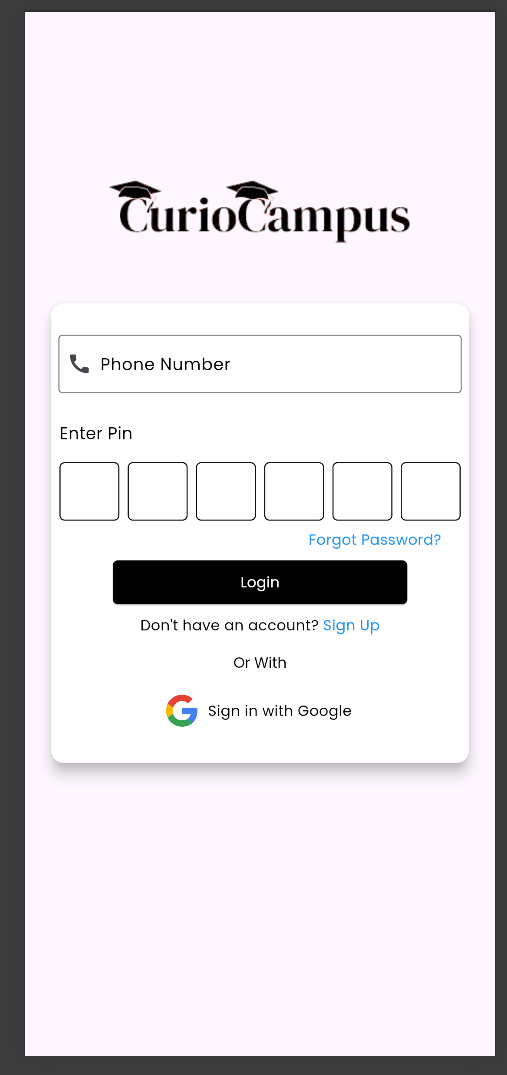 CurioCampus
Phone Number
Enter Pin
Forgot Password?
Login
Don't have an account? Sign Up
Or With
Sign in with Google